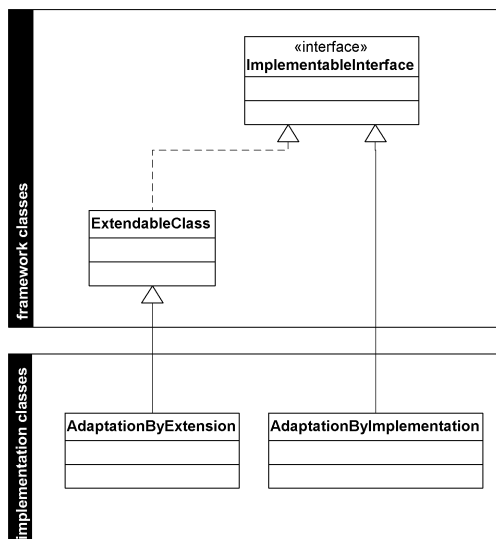 framework classes
«interface»
ImplementableInterface
ExtendableClass
implementation classes
AdaptationByExtension
AdaptationByImplementation